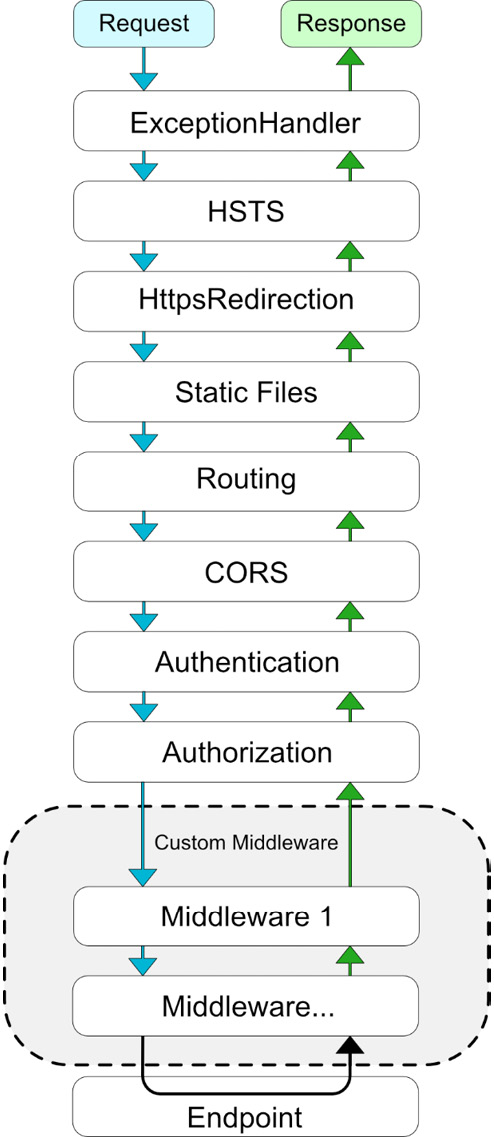 Request
Response
ExceptionHandler
HSTS
HttpsRedirection
Static Files
Routing
CORS
Authentication
Authorization
Custom Middleware
Middleware 1
Middleware...
Endpoint